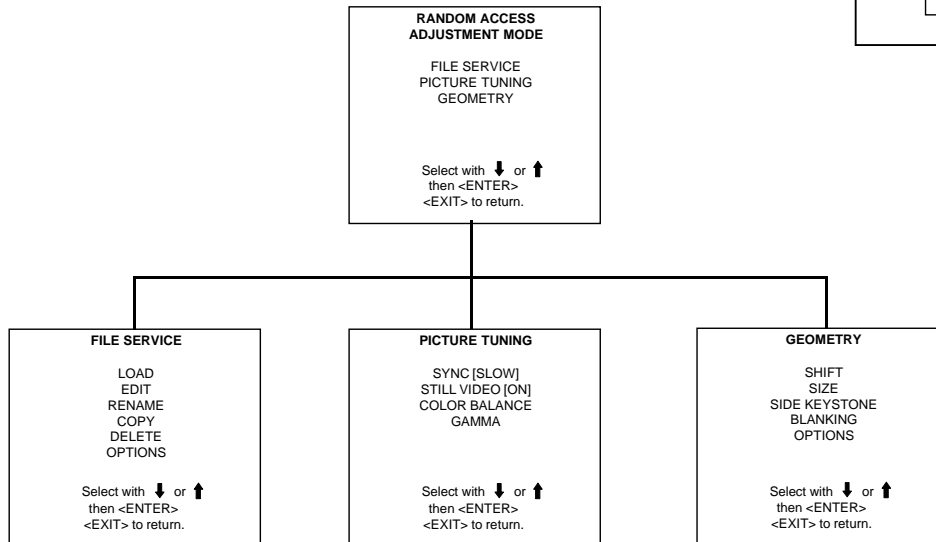 RANDOM ACCESS
ADJUSTMENT MODE
FILE SERVICE
PICTURE TUNING
GEOMETRY
Select with ⬇ or ⬆
then <ENTER>
<EXIT> to return.
FILE SERVICE
LOAD
EDIT
RENAME
COPY
DELETE
OPTIONS
Select with ⬇ or ⬆
then <ENTER>
<EXIT> to return.
PICTURE TUNING
SYNC [SLOW]
STILL VIDEO [ON]
COLOR BALANCE
GAMMA
Select with ⬇ or ⬆
then <ENTER>
<EXIT> to return.
GEOMETRY
SHIFT
SIZE
SIDE KEYSTONE
BLANKING
OPTIONS
Select with ⬇ or ⬆
then <ENTER>
<EXIT> to return.